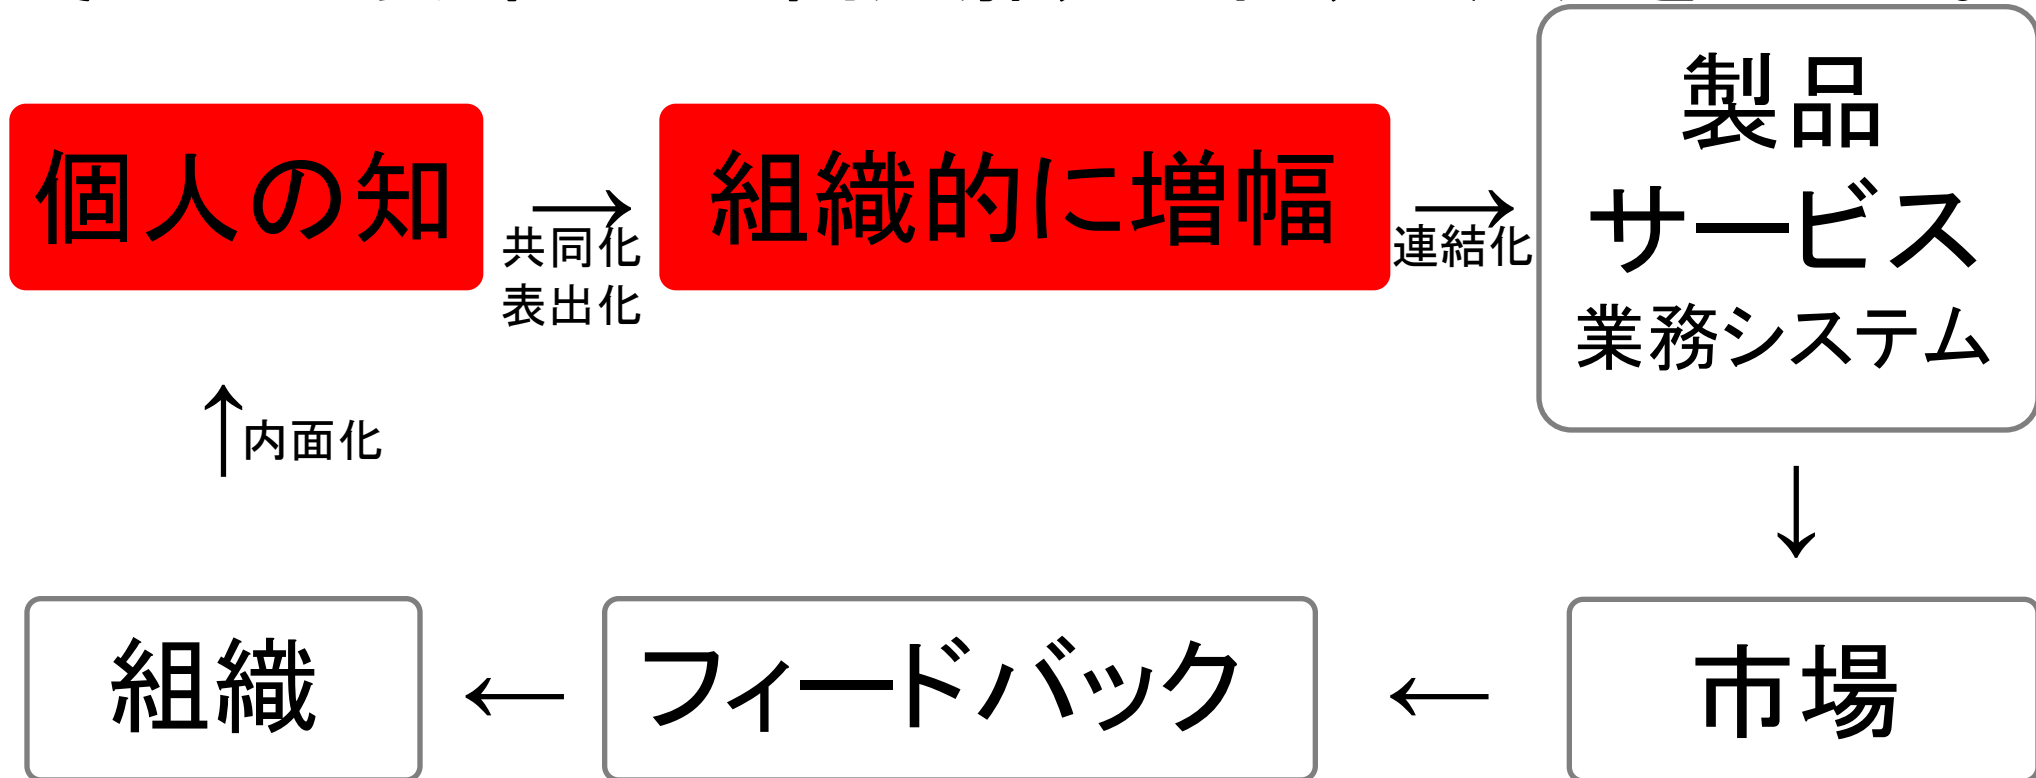 個人の知
→
共同化
表出化
組織的に増幅
→
連結化
製品
サービス
業務システム
↑内面化
↓
組織
←
フィードバック
←
市場